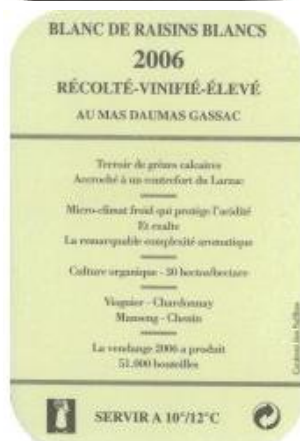 BLANC DE RAISINS BLANCS
2006
RÉCOLTÉ-VINIFIÉ-ÉLEVÉ
AU MAS DAUMAS GASSAC
Terroir de grèzes calcaires
Accroché à un contrefort du Larzac
Micro-climat froid qui protège l'acidité
Et exalte
La remarquable complexité aromatique
Culture organique - 30 hectos/hectare
Viognier - Chardonnay
Manseng - Chenin
La vendange 2006 a produit
51.000 bouteilles
SERVIR A 10°/12°C